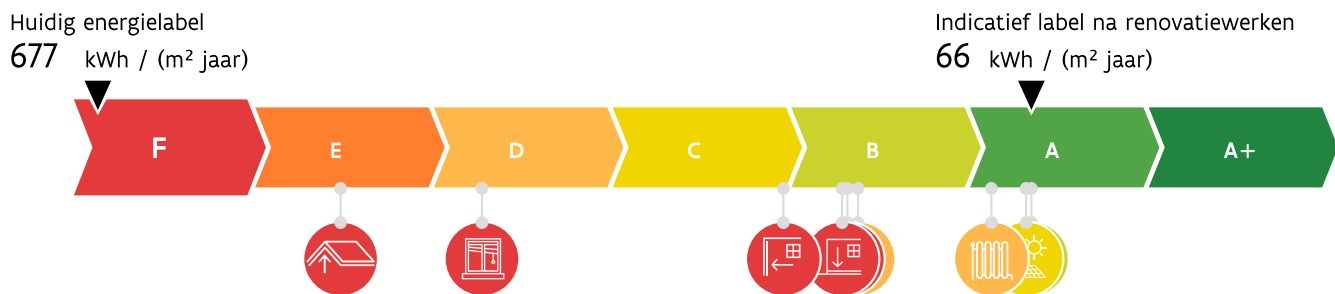 Huidig energielabel
677 kWh / (m² jaar)
Indicatief label na renovatiewerken
66 kWh / (m² jaar)
F E D C B A A+